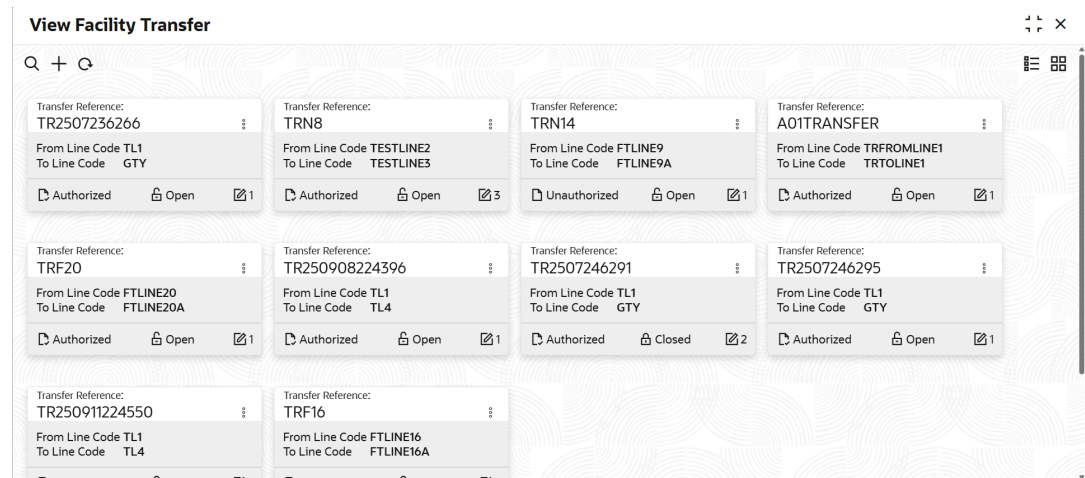 View Facility Transfer
Transfer Reference:
TR2507236266
From Line Code TL1
To Line Code GTY
Authorized Open 1
Transfer Reference:
TRN8
From Line Code TESTLINE2
To Line Code TESTLINE3
Authorized Open 3
Transfer Reference:
TRN14
From Line Code FTLINE9
To Line Code FTLINE9A
Unauthorized Open 1
Transfer Reference:
A01TRANSFER
From Line Code TRFROMLINE1
To Line Code TRTOLINE1
Authorized Open 1
Transfer Reference:
TRF20
From Line Code FTLINE20
To Line Code FTLINE20A
Authorized Open 1
Transfer Reference:
TR250908224396
From Line Code TL1
To Line Code TL4
Authorized Open 1
Transfer Reference:
TR2507246291
From Line Code TL1
To Line Code GTY
Authorized Closed 2
Transfer Reference:
TR2507246295
From Line Code TL1
To Line Code GTY
Authorized Open 1
Transfer Reference:
TR250911224550
From Line Code TL1
To Line Code TL4
Transfer Reference:
TRF16
From Line Code FTLINE16
To Line Code FTLINE16A